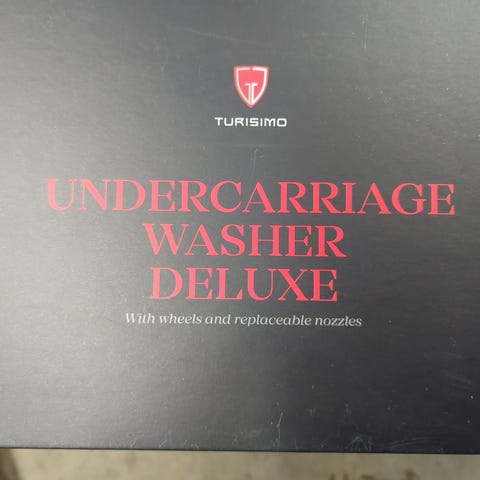 TURISIMO
UNDERCARRIAGE
WASHER
DELUXE
With wheels and replaceable nozzles